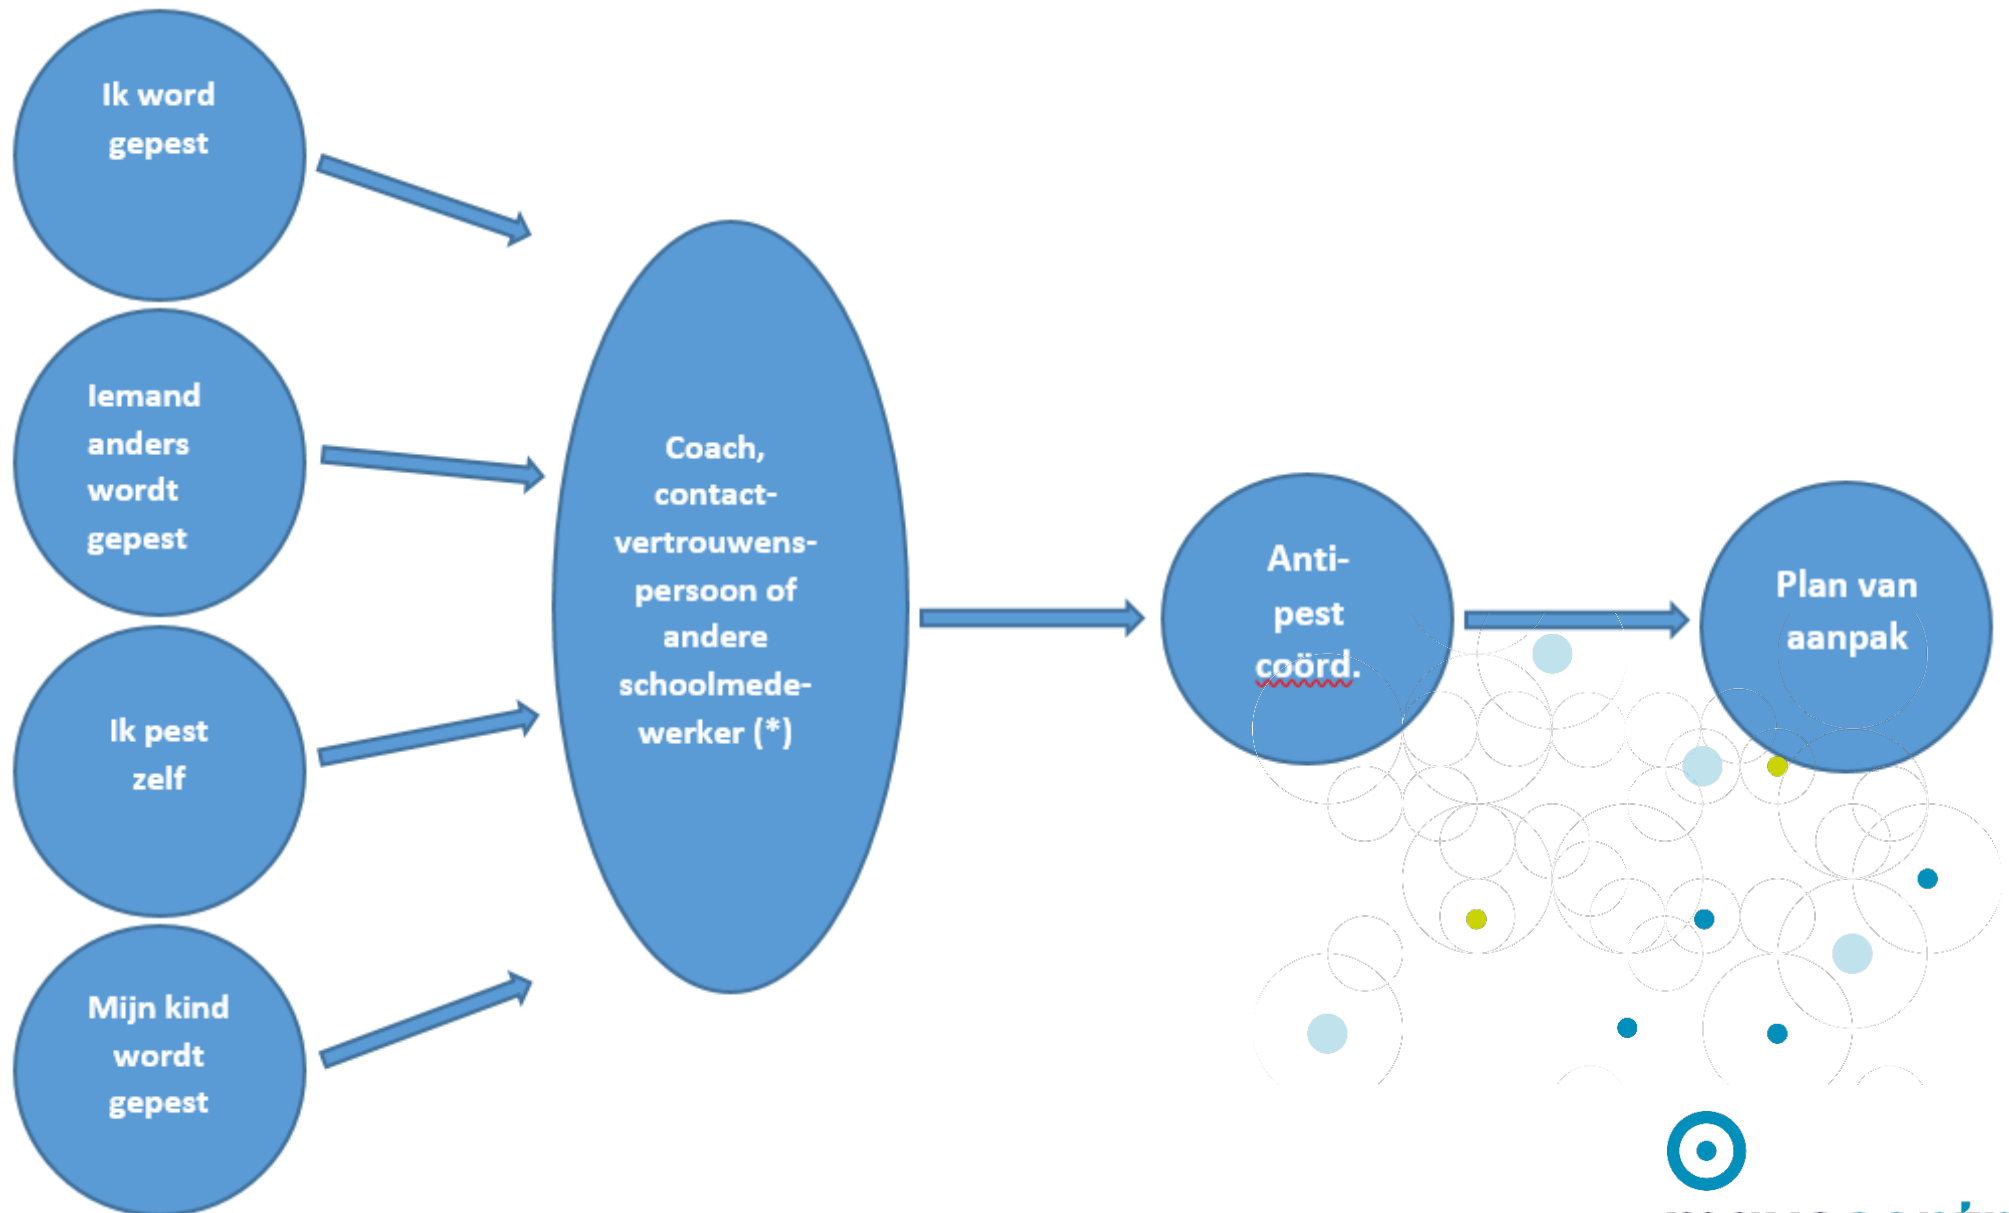 Ik word
gepest
Iemand
anders
wordt
gepest
Ik pest
zelf
Mijn kind
wordt
gepest
Coach,
contact-
vertrouwens-
persoon of
andere
schoolmede-
werker (*)
Anti-
pest
coörd.
Plan van
aanpak